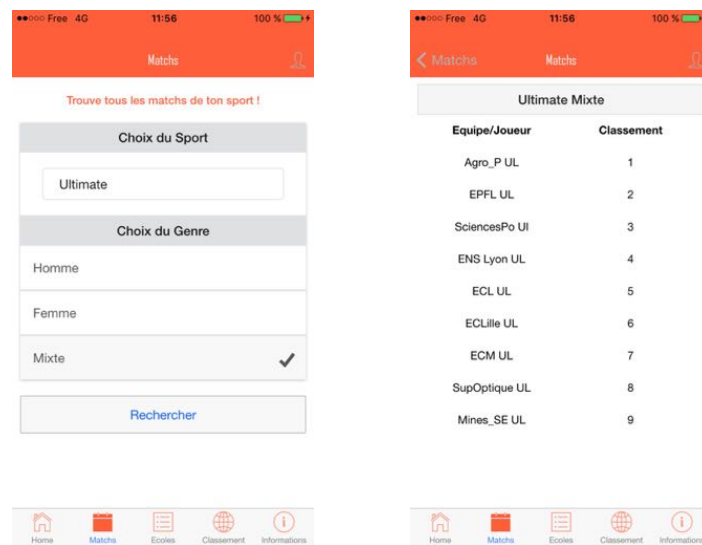 Free 4G 11:56 100 %
Matchs
Trouve tous les matchs de ton sport !
Choix du Sport
Ultimate
Choix du Genre
Homme
Femme
Mixte
Rechercher
Home Matchs Ecoles Classement Informations
Free 4G 11:56 100 %
Matchs Matchs
Ultimate Mixte
Equipe/Joueur Classement
Agro_P UL 1
EPFL UL 2
SciencesPo Ul 3
ENS Lyon UL 4
ECL UL 5
ECLille UL 6
ECM UL 7
SupOptique UL 8
Mines_SE UL 9
Home Matchs Ecoles Classement Informations